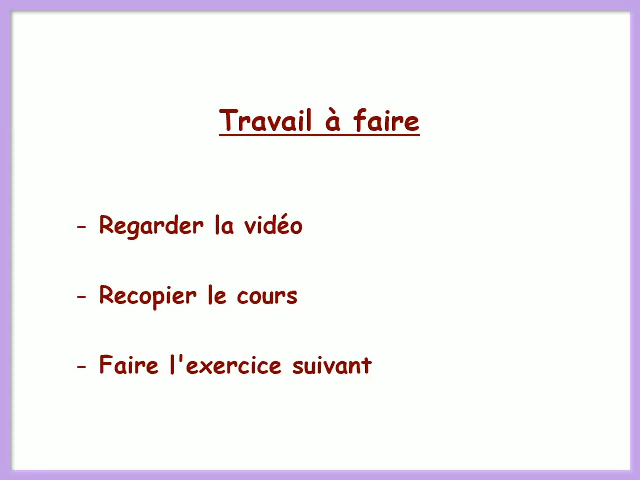 Travail à faire
- Regarder la vidéo
- Recopier le cours
- Faire l'exercice suivant